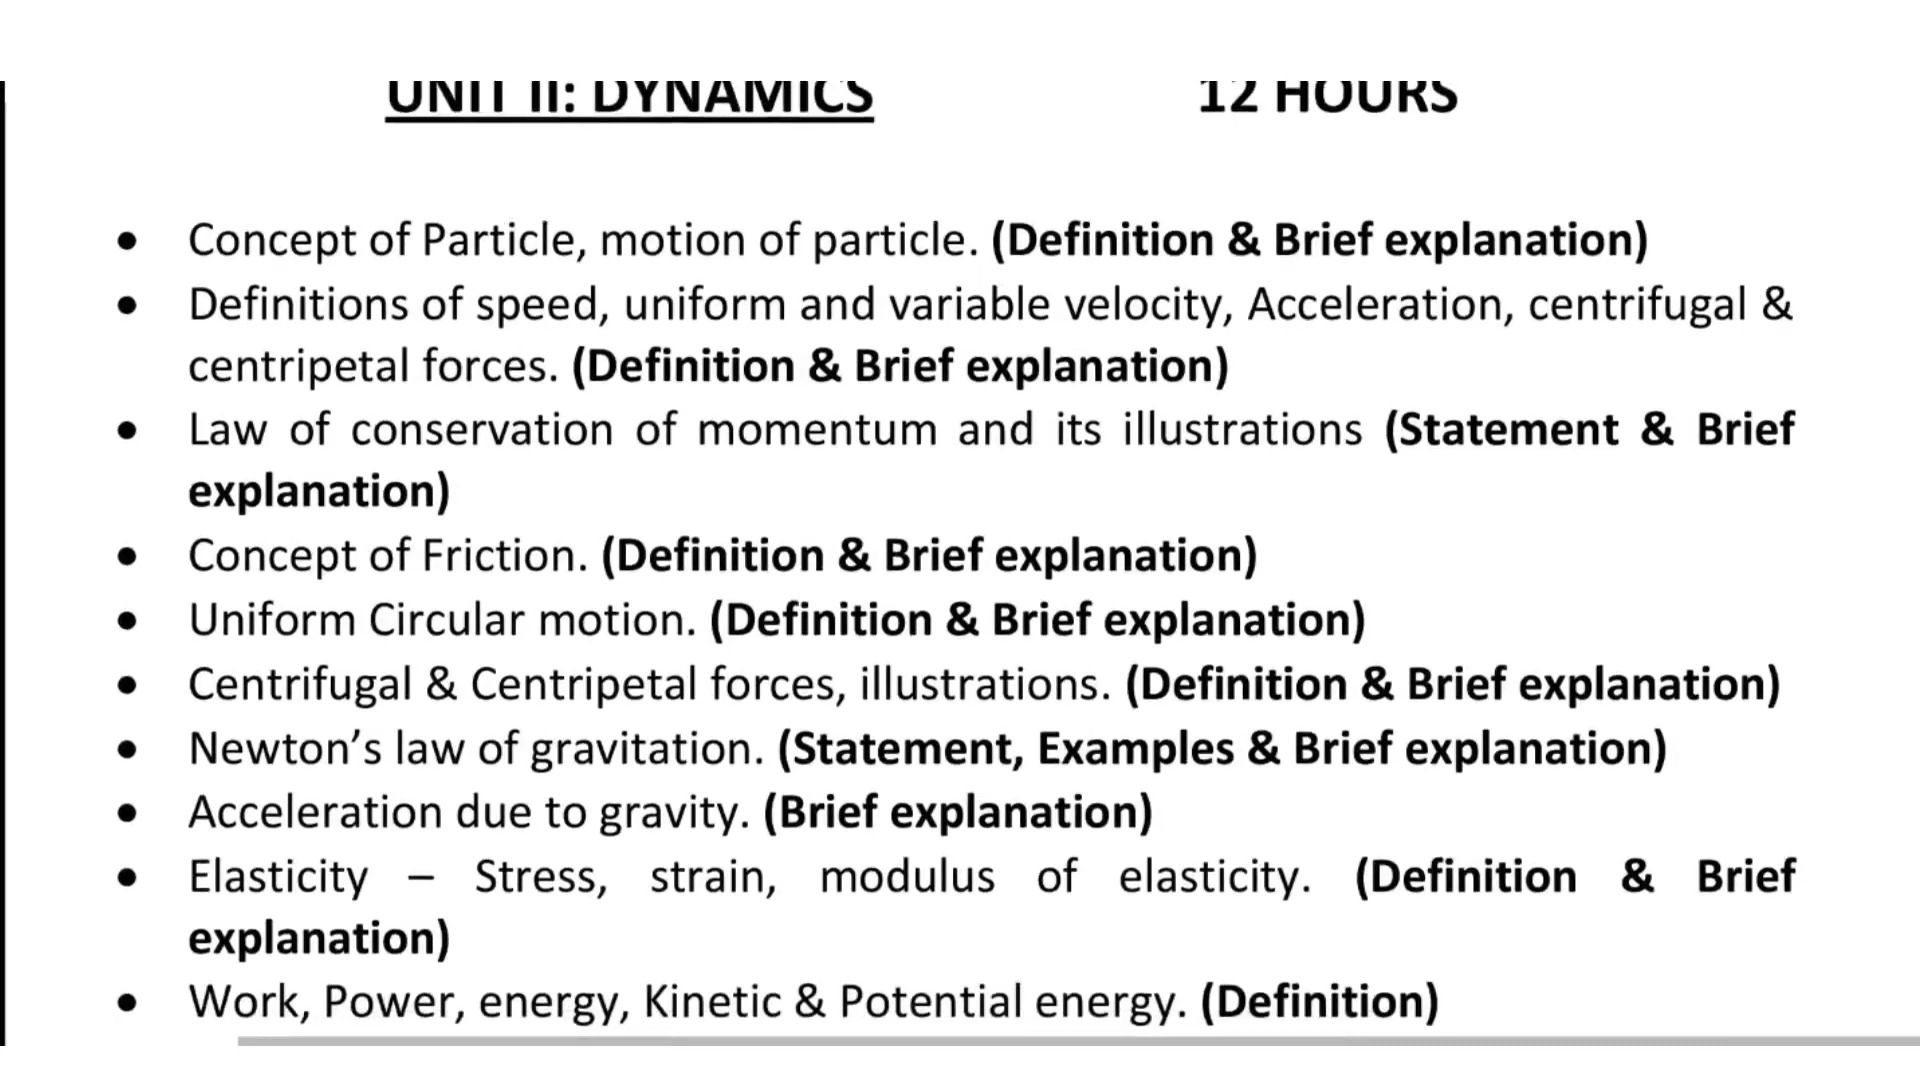 UNIT II: DYNAMICS 12 HOURS
• Concept of Particle, motion of particle. (Definition & Brief explanation)
• Definitions of speed, uniform and variable velocity, Acceleration, centrifugal &
centripetal forces. (Definition & Brief explanation)
• Law of conservation of momentum and its illustrations (Statement & Brief
explanation)
• Concept of Friction. (Definition & Brief explanation)
• Uniform Circular motion. (Definition & Brief explanation)
• Centrifugal & Centripetal forces, illustrations. (Definition & Brief explanation)
• Newton’s law of gravitation. (Statement, Examples & Brief explanation)
• Acceleration due to gravity. (Brief explanation)
• Elasticity – Stress, strain, modulus of elasticity. (Definition & Brief
explanation)
• Work, Power, energy, Kinetic & Potential energy. (Definition)